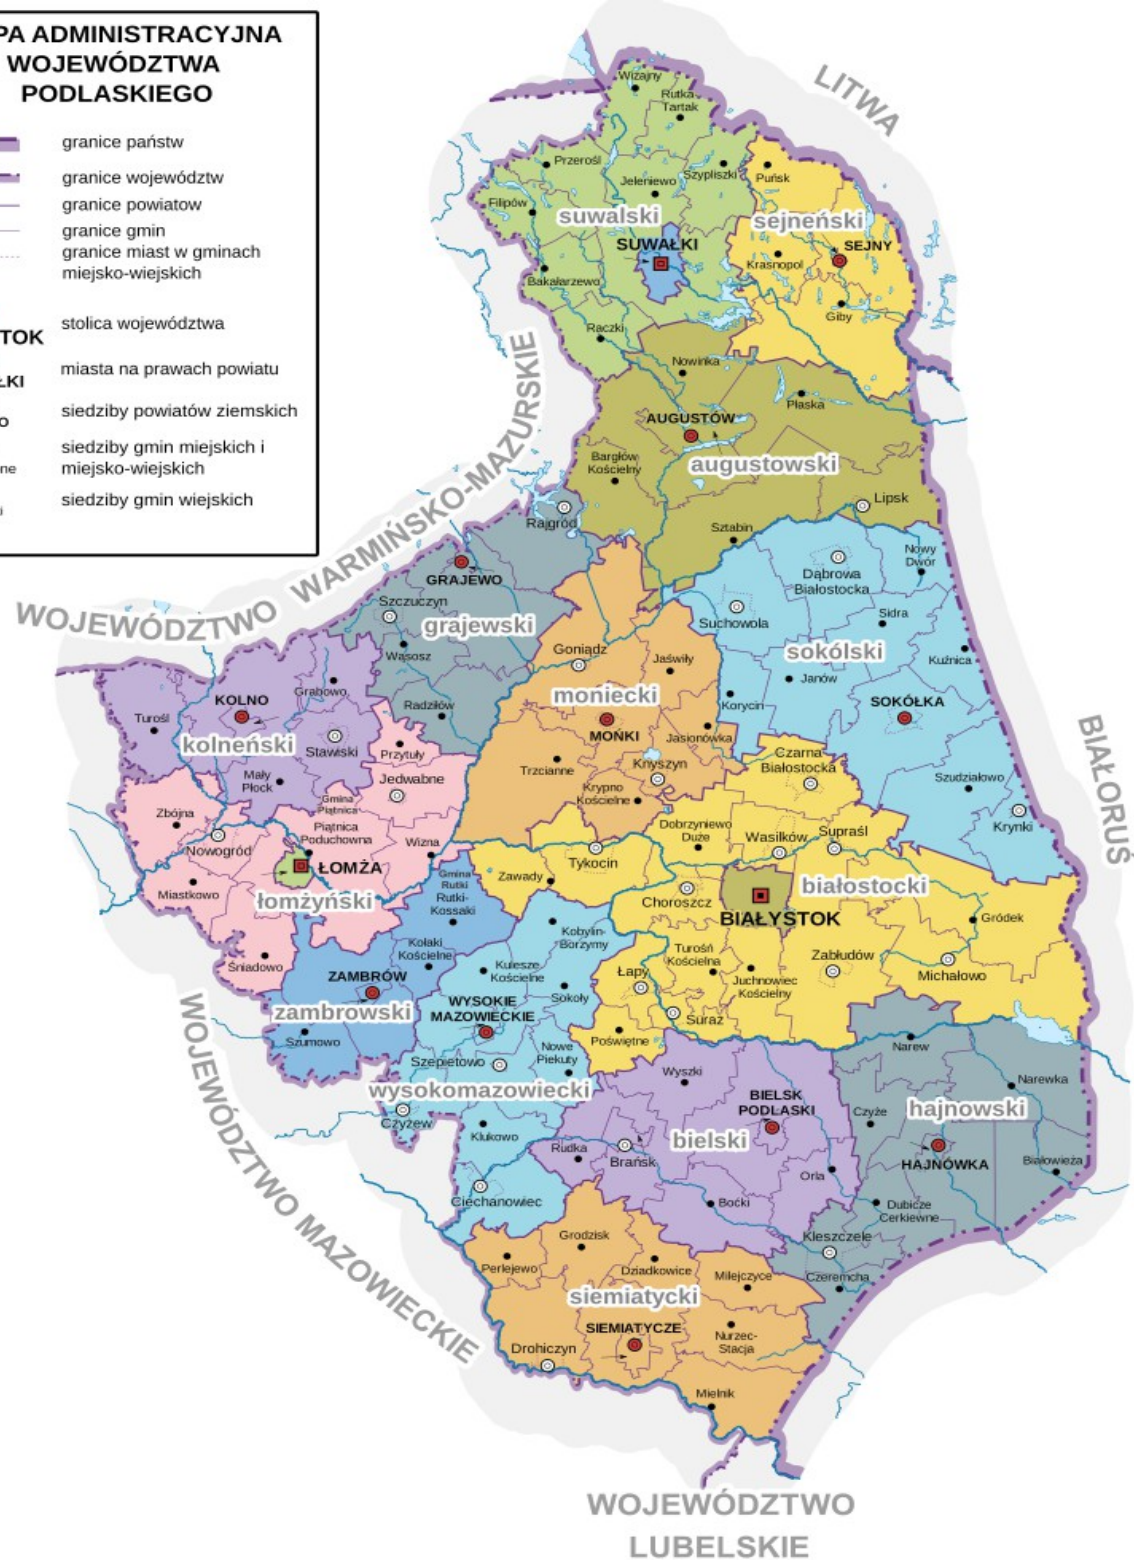 PA ADMINISTRACYJNA
WOJEWÓDZTWA
PODLASKIEGO
granice państw
granice województw
granice powiatow
granice gmin
granice miast w gminach
miejsko-wiejskich
TOK
stolica województwa
ŁKI
miasta na prawach powiatu
O
siedziby powiatów ziemskich
siedziby gmin miejskich i
ne
miejsko-wiejskich
i
siedziby gmin wiejskich
LITWA
Wizajny
Rutka-
Tartak
Przerośl
Jeleniewo
Szypliszki
Puńsk
Filipów
suwalski
sejneński
SUWAŁKI
SEJNY
Krasnopol
Bakałarzewo
Giby
Raczki
WOJEWÓDZTWO WARMIŃSKO-MAZURSKIE
Nowinka
Płaska
AUGUSTÓW
Bargłów
Kościelny
augustowski
Lipsk
Rajgród
Sztabin
GRAJEWO
Dąbrowa
Białostocka
Nowy
Dwór
Szczuczyn
grajewski
Suchowola
Sidra
Wąsosz
Goniądz
Jaświły
sokólski
Kuźnica
Janów
KOLNO
Grabowo
Radziłów
moniecki
Korycin
SOKÓŁKA
BIAŁORUŚ
Turośl
kolneński
Stawiski
Przytuły
MOŃKI
Jasionówka
Mały
Płock
Jedwabne
Trzcianne
Knyszyn
Czarna
Białostocka
Szudziałowo
Krypno
Kościelne
Zbójna
Gmina
Piątnica
Piątnica
Poduchowna
Krynki
Nowogród
Wizna
Dobrzyniewo
Duże
Wasilków
Supraśl
Tykocin
ŁOMŻA
Miastkowo
Gmina
Rutki
Rutki-
Kossaki
Zawady
Choroszcz
białostocki
łomżyński
BIAŁYSTOK
Gródek
Kobylin-
Borzymy
Kołaki
Kościelne
Turośń
Kościelna
Zabłudów
Śniadowo
Kulesze
Kościelne
Łapy
Juchnowiec
Kościelny
Michałowo
ZAMBRÓW
Sokoły
WYSOKIE
MAZOWIECKIE
zambrowski
Suraż
Szumowo
Nowe
Piekuty
Poświętne
Narew
Szepietowo
Wyszki
Narewka
wysokomazowiecki
BIELSK
PODLASKI
Czyżew
Czyże
hajnowski
Klukowo
bielski
Rudka
Brańsk
HAJNÓWKA
Białowieża
Orla
Ciechanowiec
Boćki
Dubicze
Cerkiewne
WOJEWÓDZTWO MAZOWIECKIE
Grodzisk
Kleszczele
Perlejewo
Dziadkowice
Milejczyce
Czeremcha
siemiatycki
SIEMIATYCZE
Nurzec-
Stacja
Drohiczyn
Mielnik
WOJEWÓDZTWO
LUBELSKIE